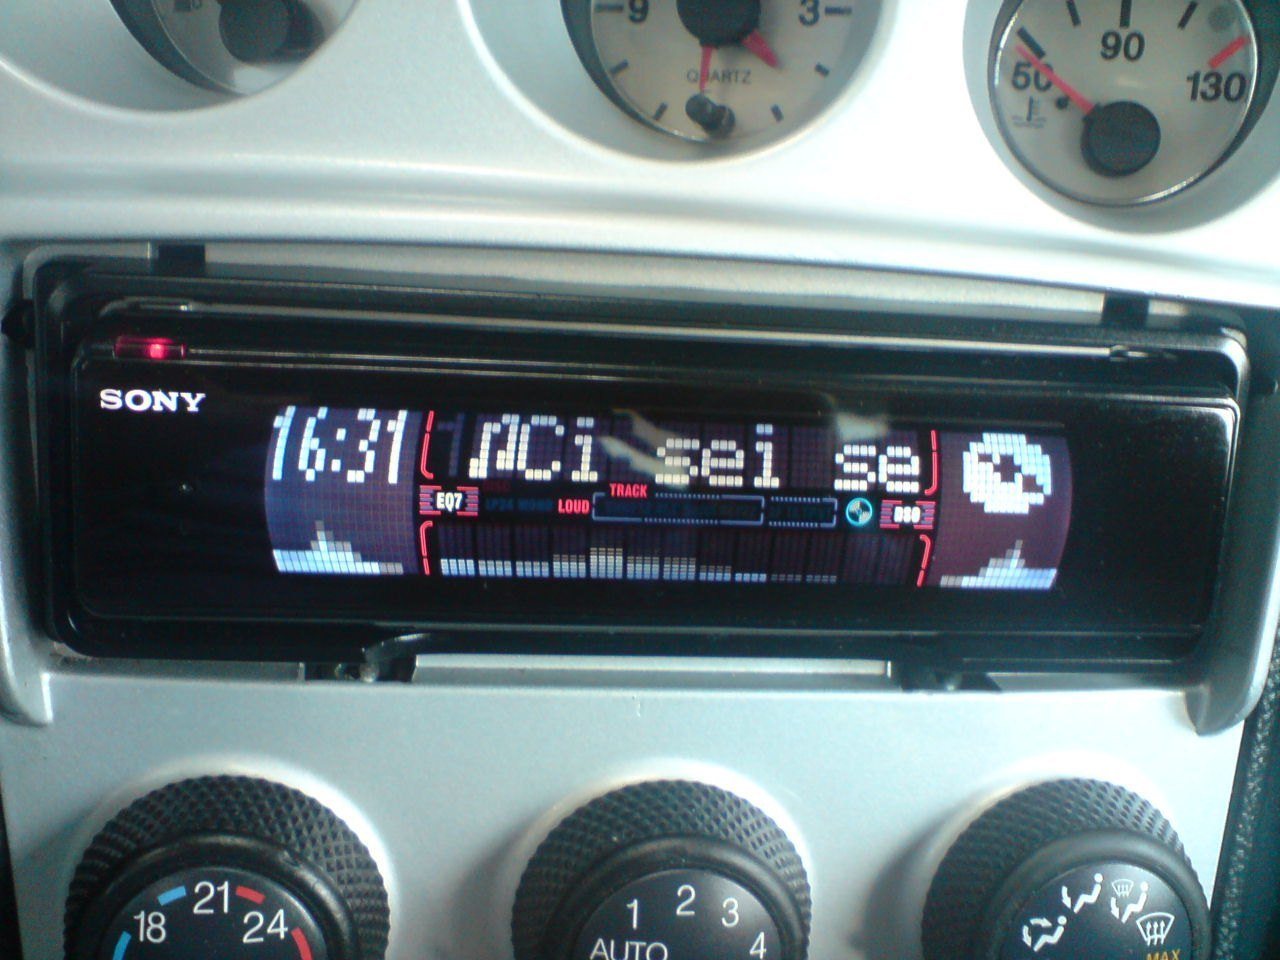 9 3
QUARTZ
50 90 130
SONY
16:31
Ci sei se
EQ7
LOUD
TRACK
DSO
18 21 24
AUTO 1 2 3 4
MAX